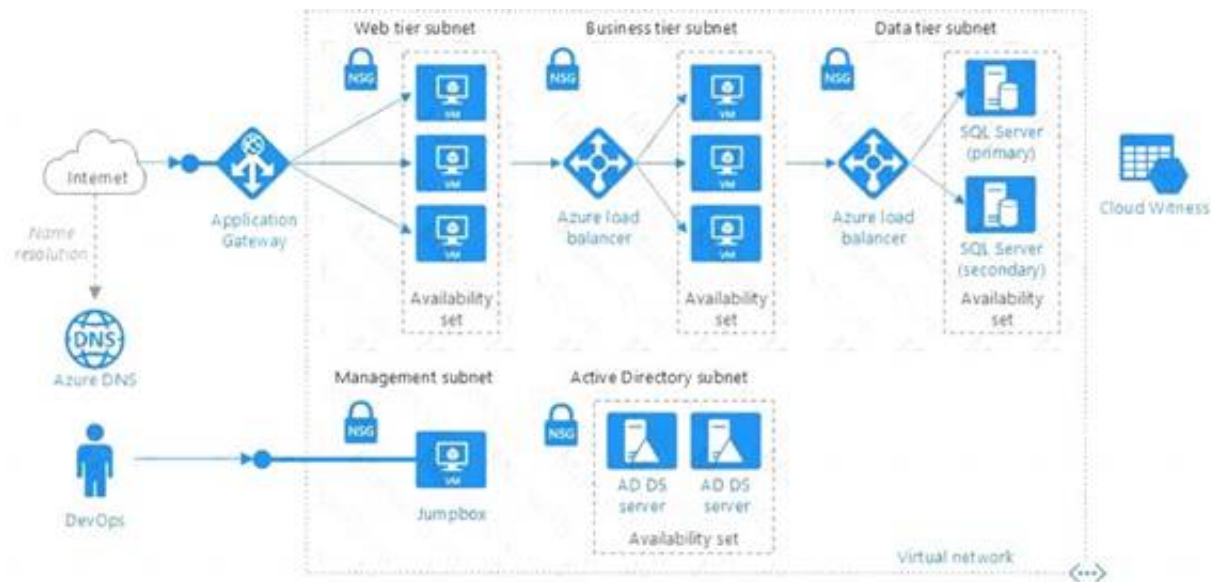 Web tier subnet
Business tier subnet
Data tier subnet
NSG
NSG
NSG
VM
VM
VM
VM
VM
VM
SQL Server
(primary)
SQL Server
(secondary)
Internet
Application
Gateway
Azure load
balancer
Azure load
balancer
Cloud Witness
Name
resolution
Availability
set
Availability
set
Availability
set
DNS
Azure DNS
Management subnet
Active Directory subnet
NSG
NSG
VM
Jumpbox
AD DS
server
AD DS
server
Availability set
DevOps
Virtual network